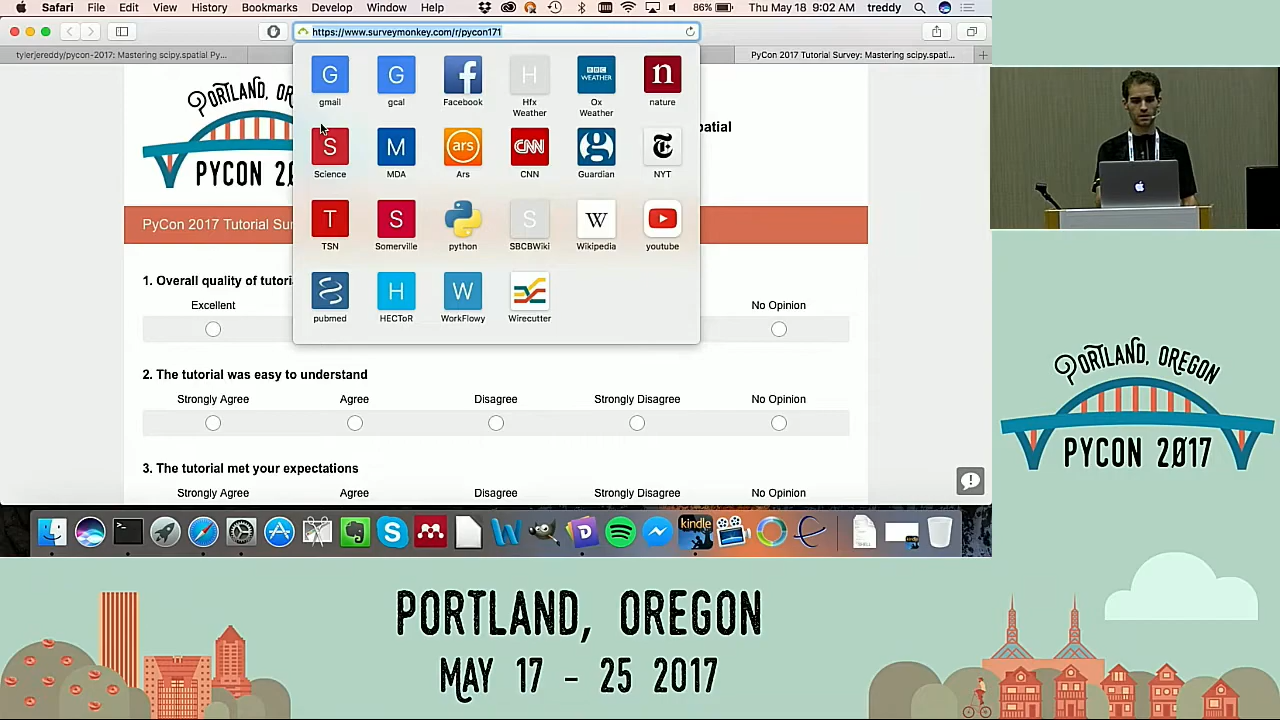 Safari File Edit View History Bookmarks Develop Window Help 86% Thu May 18 9:02 AM treddy
https://www.surveymonkey.com/r/pycon171
tylerjereddy/pycon-2017: Mastering scipy.spatial Py...
PyCon 2017 Tutorial Survey: Mastering scipy.spati...
G G f H BBC WEATHER n
gmail gcal Facebook Hfx Weather Ox Weather nature
S M ars CNN
Science MDA Ars CNN Guardian NYT
T S S W
TSN Somerville python SBCBWiki Wikipedia youtube
H W
pubmed HECToR WorkFlowy Wirecutter
PORTLAND, O
PYCON 20
patial
PyCon 2017 Tutorial Sur
1. Overall quality of tutori
Excellent No Opinion
2. The tutorial was easy to understand
Strongly Agree Agree Disagree Strongly Disagree No Opinion
3. The tutorial met your expectations
Strongly Agree Agree Disagree Strongly Disagree No Opinion
kindle
PORTLAND, OREGON
PYCON 2017
PORTLAND, OREGON
MAY 17 - 25 2017